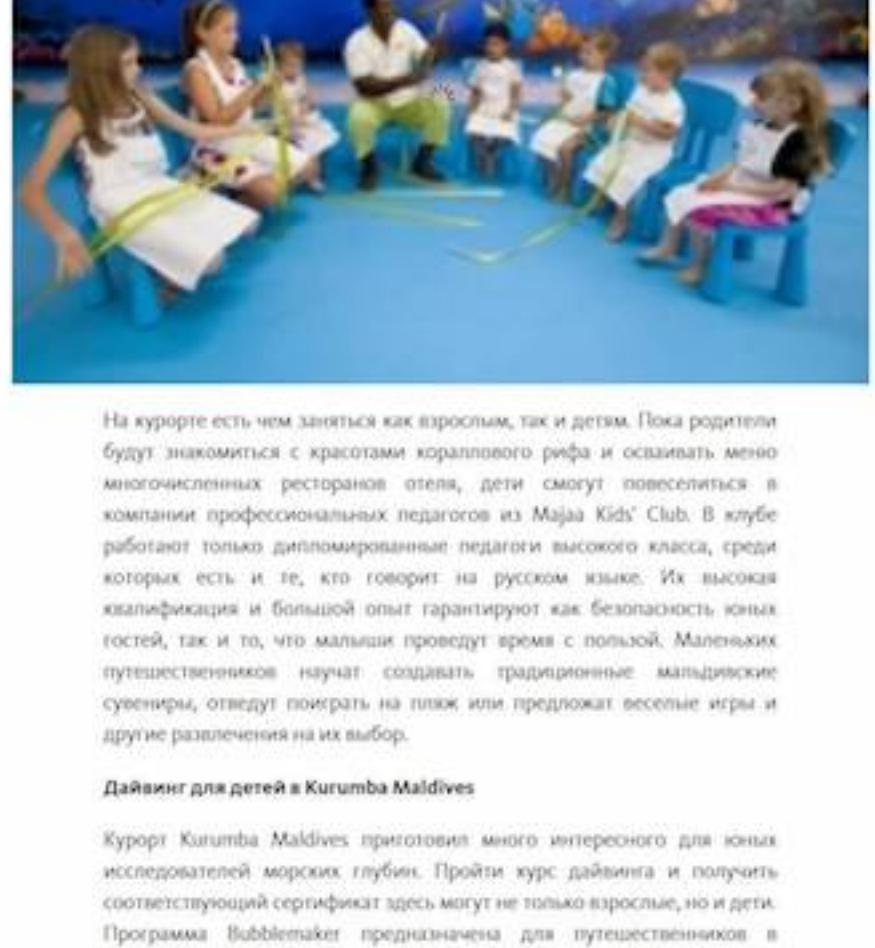 На курорте есть чем заняться как взрослым, так и детям. Пока родители
будут знакомиться с красотами кораллового рифа и осваивать меню
многочисленных ресторанов отеля, дети смогут повеселиться в
компании профессиональных педагогов из Majaa Kids' Club. В клубе
работают только дипломированные педагоги высокого класса, среди
которых есть и те, кто говорит на русском языке. Их высокая
квалификация и большой опыт гарантируют как безопасность юных
гостей, так и то, что малыши проведут время с пользой. Маленьких
путешественников научат создавать традиционные мальдивские
сувениры, отведут поиграть на пляж или предложат веселые игры и
другие развлечения на их выбор.
Дайвинг для детей в Kurumba Maldives
Курорт Kurumba Maldives приготовил много интересного для юных
исследователей морских глубин. Пройти курс дайвинга и получить
соответствующий сертификат здесь могут не только взрослые, но и дети.
Программа Bubblemaker предназначена для путешественников в